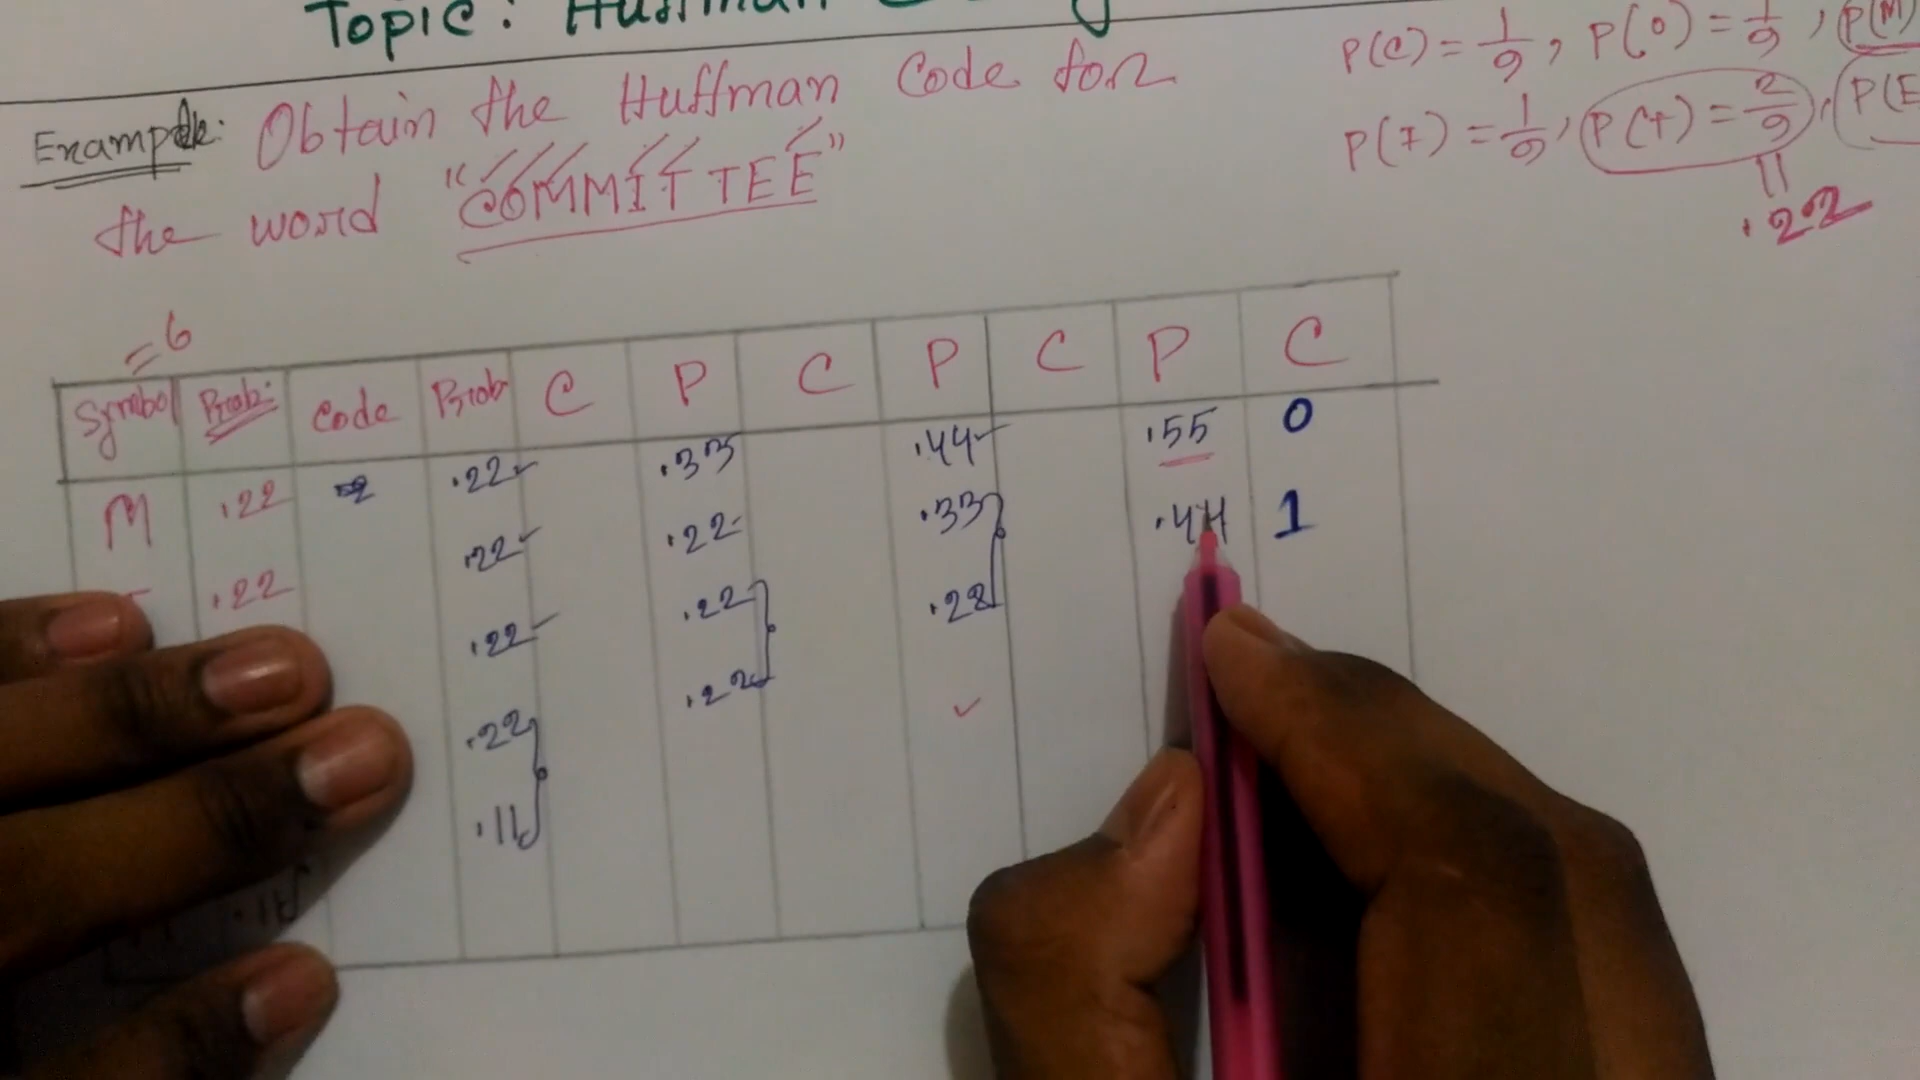 Topic: Huffman
P(C) = 1/9, P(O) = 1/9, P(M)
P(I) = 1/9, P(T) = 2/9, P(E
.22
Example: Obtain the Huffman Code for
the word "COMMITTEE"
= 6
Symbol Prob: Code Prob C P C P C P C
M .22 .22 .33 .44 .55 0
.22 .22 .22 .33 .44 1
.22 .22 .22
.22 .22
.11
.11